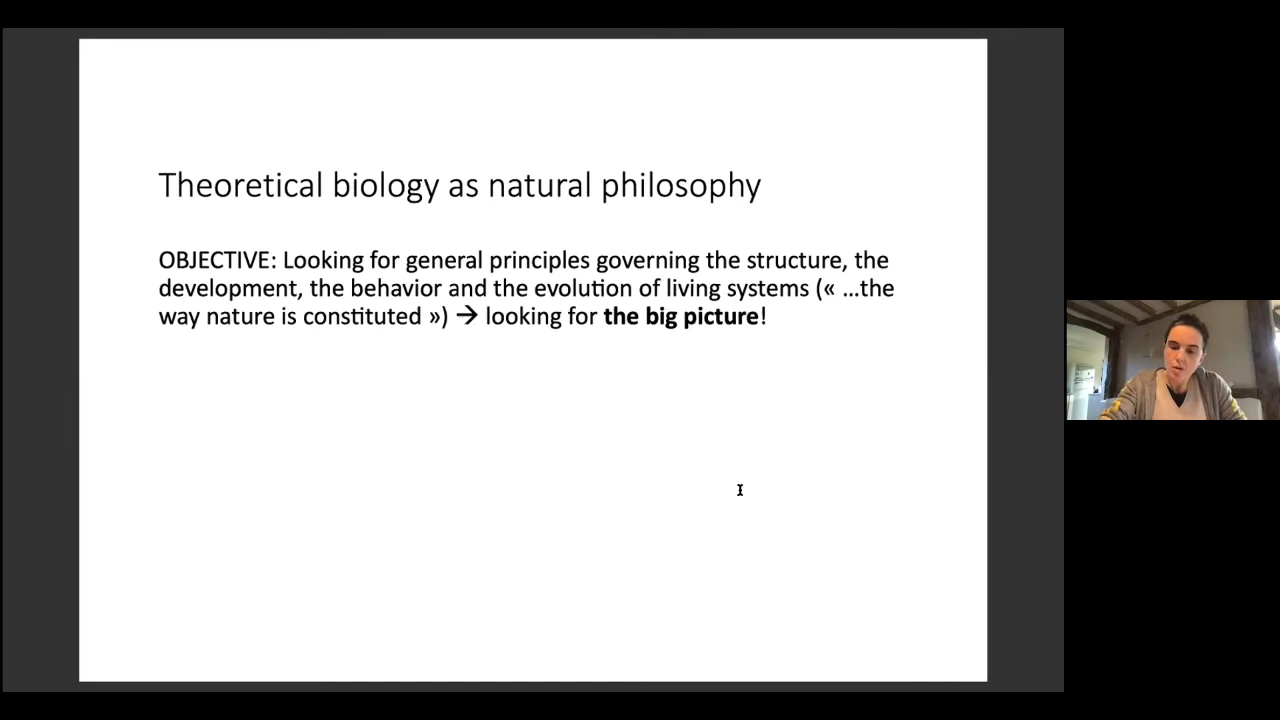 Theoretical biology as natural philosophy
OBJECTIVE: Looking for general principles governing the structure, the
development, the behavior and the evolution of living systems (« …the
way nature is constituted ») → looking for the big picture!